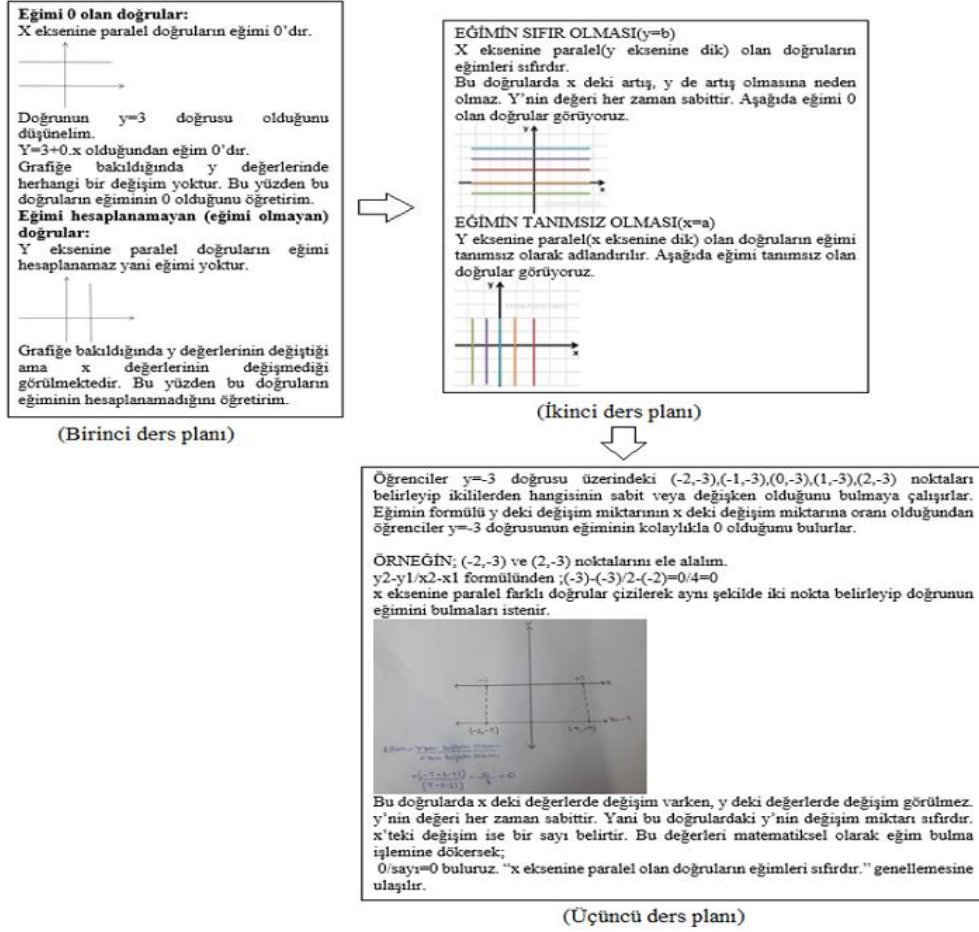 Eğimi 0 olan doğrular:
X eksenine paralel doğruların eğimi 0'dır.
Doğrunun y=3 doğrusu olduğunu
düşünelim.
Y=3+0.x olduğundan eğim 0'dır.
Grafiğe bakıldığında y değerlerinde
herhangi bir değişim yoktur. Bu yüzden bu
doğruların eğiminin 0 olduğunu öğretirim.
Eğimi hesaplanamayan (eğimi olmayan)
doğrular:
Y eksenine paralel doğruların eğimi
hesaplanamaz yani eğimi yoktur.
Grafiğe bakıldığında y değerlerinin değiştiği
ama x değerlerinin değişmediği
görülmektedir. Bu yüzden bu doğruların
eğiminin hesaplanamadığını öğretirim.
(Birinci ders planı)
EĞİMİN SIFIR OLMASI(y=b)
X eksenine paralel(y eksenine dik) olan doğruların
eğimleri sıfırdır.
Bu doğrularda x deki artış, y de artış olmasına neden
olmaz. Y'nin değeri her zaman sabittir. Aşağıda eğimi 0
olan doğrular görüyoruz.
y
x
EĞİMİN TANIMSIZ OLMASI(x=a)
Y eksenine paralel(x eksenine dik) olan doğruların eğimi
tanımsız olarak adlandırılır. Aşağıda eğimi tanımsız olan
doğrular görüyoruz.
y
x
(İkinci ders planı)
Öğrenciler y=-3 doğrusu üzerindeki (-2,-3),(-1,-3),(0,-3),(1,-3),(2,-3) noktaları
belirleyip ikililerden hangisinin sabit veya değişken olduğunu bulmaya çalışırlar.
Eğimin formülü y deki değişim miktarının x deki değişim miktarına oranı olduğundan
öğrenciler y=-3 doğrusunun eğiminin kolaylıkla 0 olduğunu bulurlar.
ÖRNEĞİN; (-2,-3) ve (2,-3) noktalarını ele alalım.
y2-y1/x2-x1 formülünden ;(-3)-(-3)/2-(-2)=0/4=0
x eksenine paralel farklı doğrular çizilerek aynı şekilde iki nokta belirleyip doğrunun
eğimini bulmaları istenir.
Bu doğrularda x deki değerlerde değişim varken, y deki değerlerde değişim görülmez.
y'nin değeri her zaman sabittir. Yani bu doğrulardaki y'nin değişim miktarı sıfırdır.
x'teki değişim ise bir sayı belirtir. Bu değerleri matematiksel olarak eğim bulma
işlemine dökersek;
0/sayı=0 buluruz. "x eksenine paralel olan doğruların eğimleri sıfırdır." genellemesine
ulaşılır.
(Üçüncü ders planı)